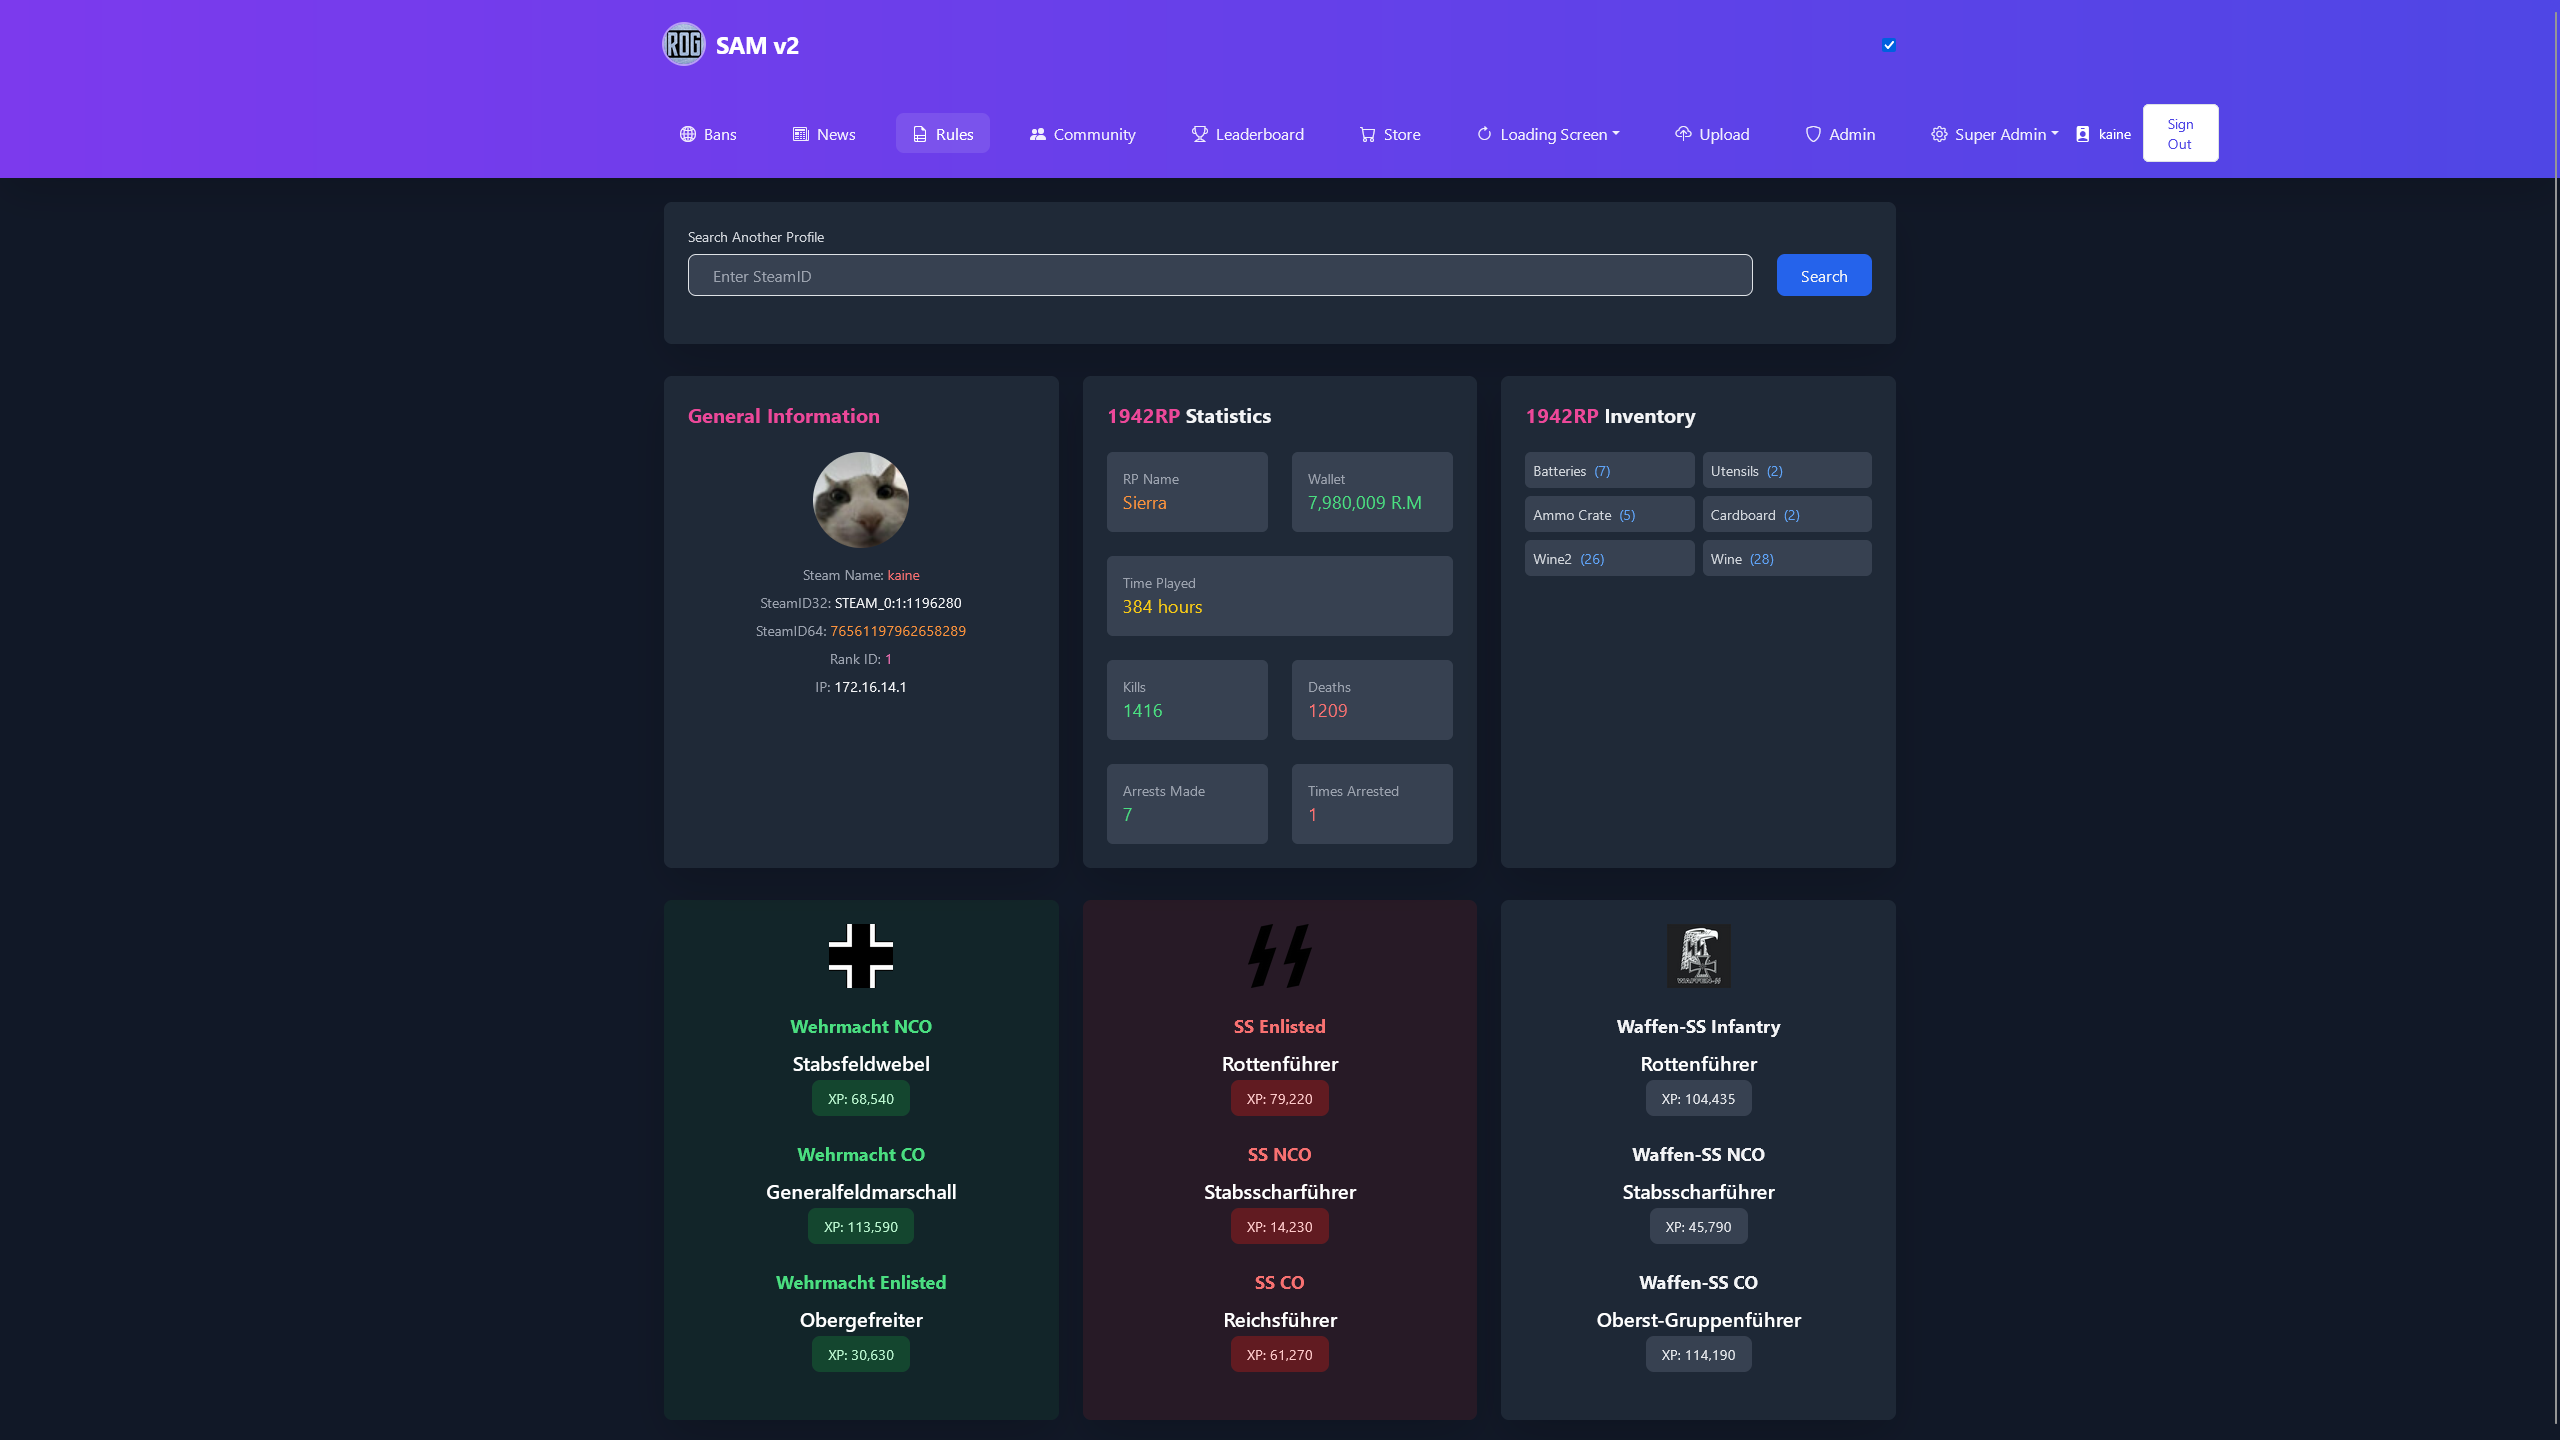 ROG SAM v2
Bans News Rules Community Leaderboard Store Loading Screen Upload Admin Super Admin kaine Sign
Out
Search Another Profile
Enter SteamID Search
General Information
Steam Name: kaine
SteamID32: STEAM_0:1:1196280
SteamID64: 76561197962658289
Rank ID: 1
IP: 172.16.14.1
1942RP Statistics
RP Name
Sierra
Wallet
7,980,009 R.M
Time Played
384 hours
Kills
1416
Deaths
1209
Arrests Made
7
Times Arrested
1
1942RP Inventory
Batteries (7)
Utensils (2)
Ammo Crate (5)
Cardboard (2)
Wine2 (26)
Wine (28)
Wehrmacht NCO
Stabsfeldwebel
XP: 68,540
Wehrmacht CO
Generalfeldmarschall
XP: 113,590
Wehrmacht Enlisted
Obergefreiter
XP: 30,630
SS Enlisted
Rottenführer
XP: 79,220
SS NCO
Stabsscharführer
XP: 14,230
SS CO
Reichsführer
XP: 61,270
Waffen-SS Infantry
Rottenführer
XP: 104,435
Waffen-SS NCO
Stabsscharführer
XP: 45,790
Waffen-SS CO
Oberst-Gruppenführer
XP: 114,190